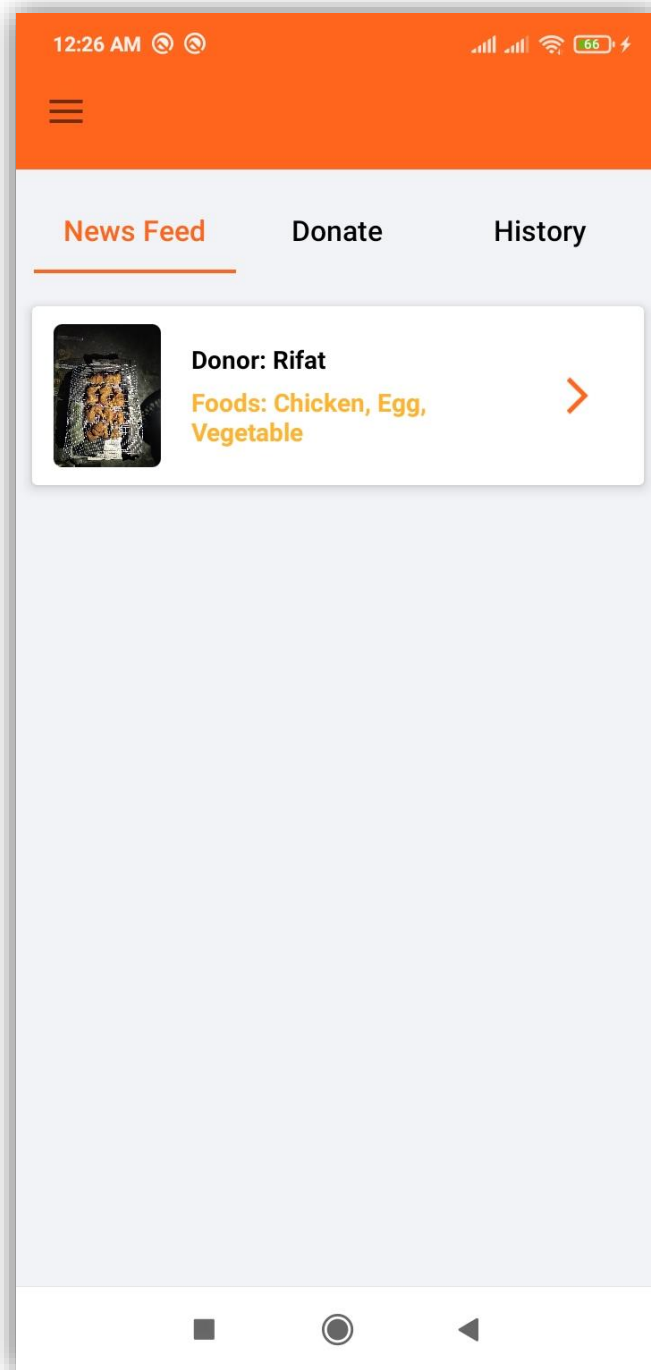 12:26 AM
66
News Feed Donate History
Donor: Rifat
Foods: Chicken, Egg,
Vegetable